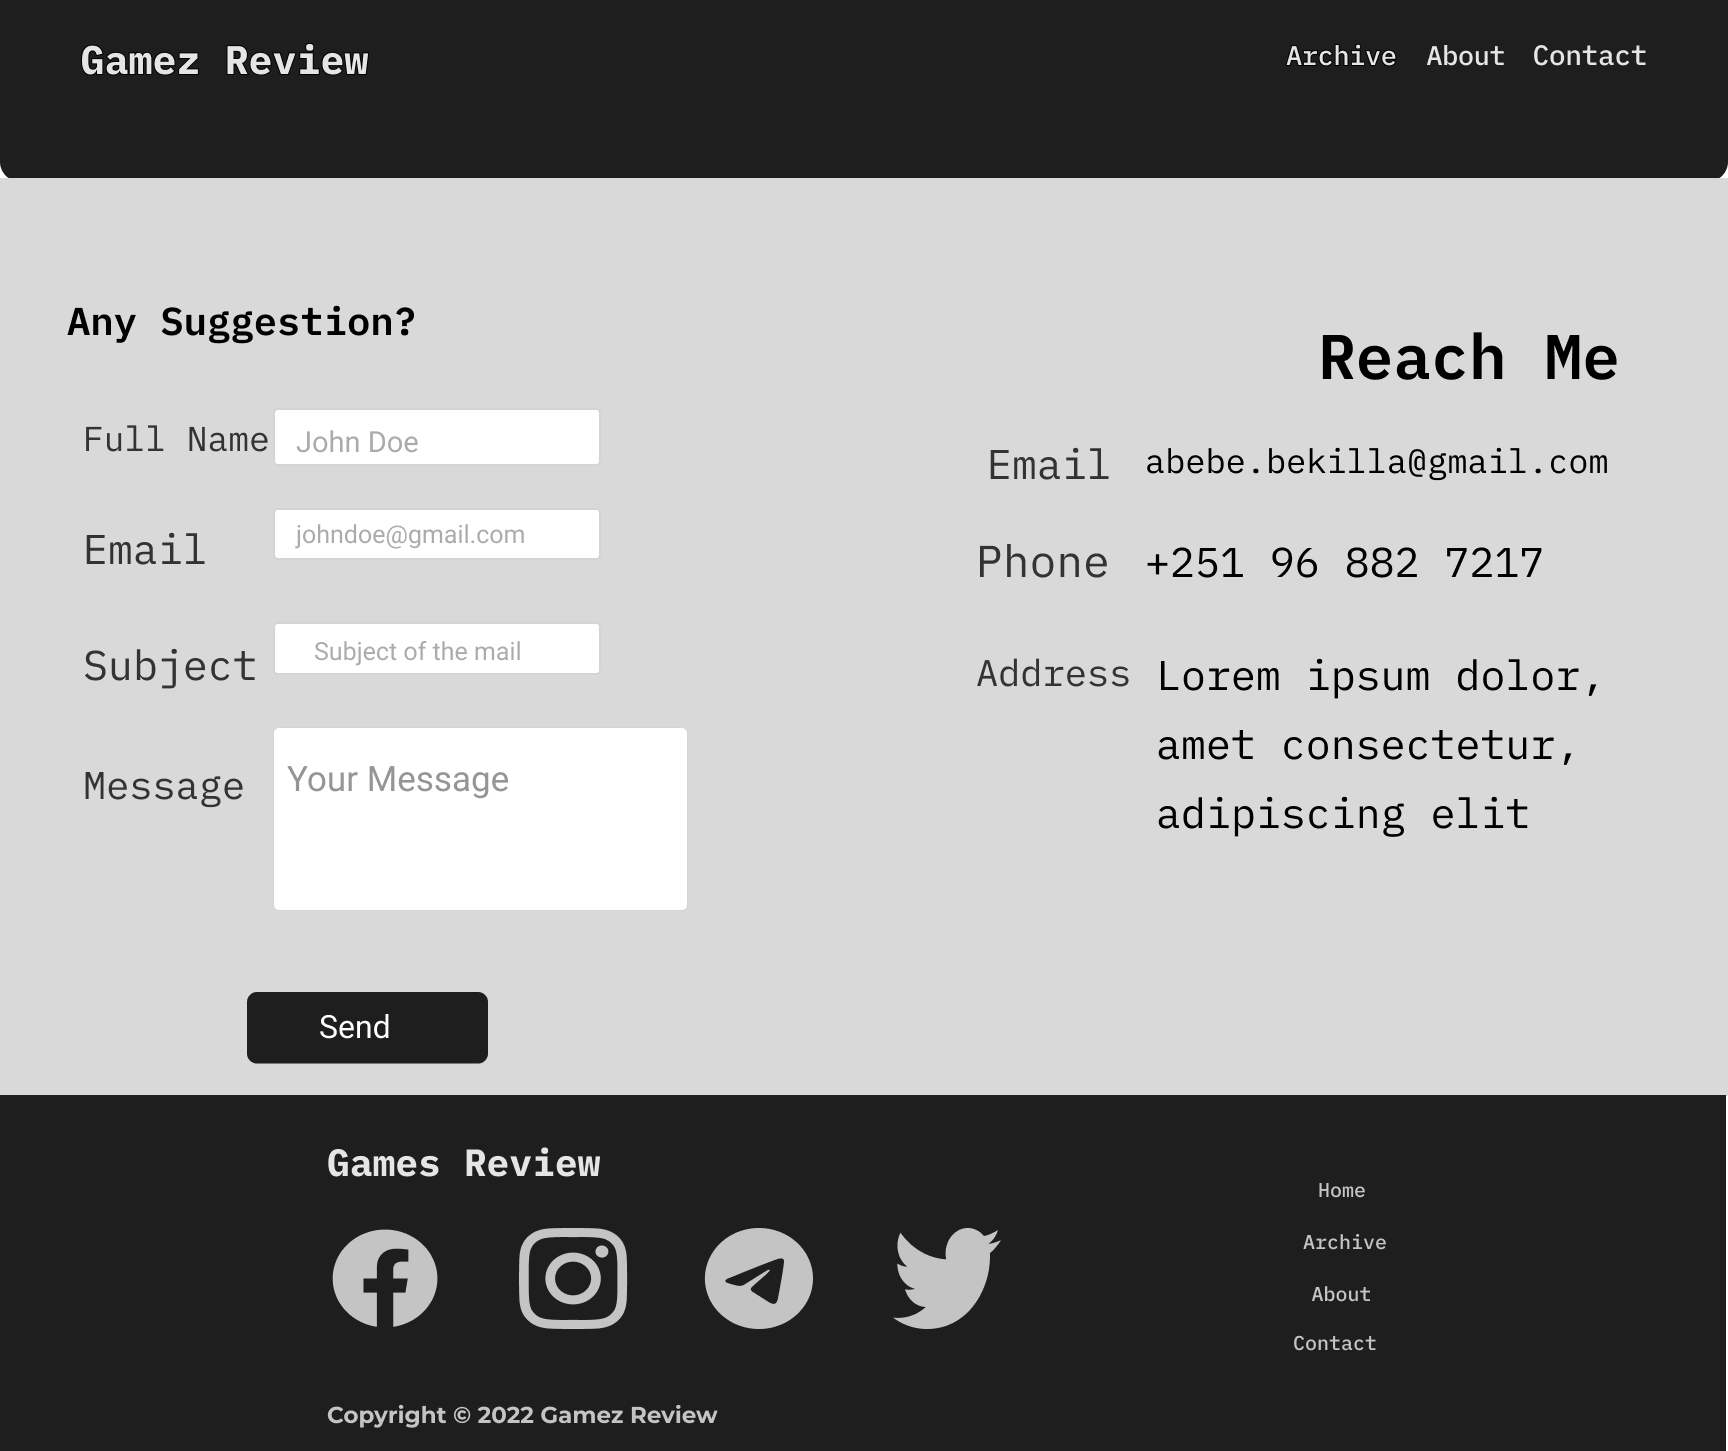 Gamez Review
Archive About Contact
Any Suggestion?
Full Name John Doe
Email johndoe@gmail.com
Subject Subject of the mail
Message Your Message
Send
Reach Me
Email abebe.bekilla@gmail.com
Phone +251 96 882 7217
Address Lorem ipsum dolor,
amet consectetur,
adipiscing elit
Games Review
Home
Archive
About
Contact
Copyright © 2022 Gamez Review